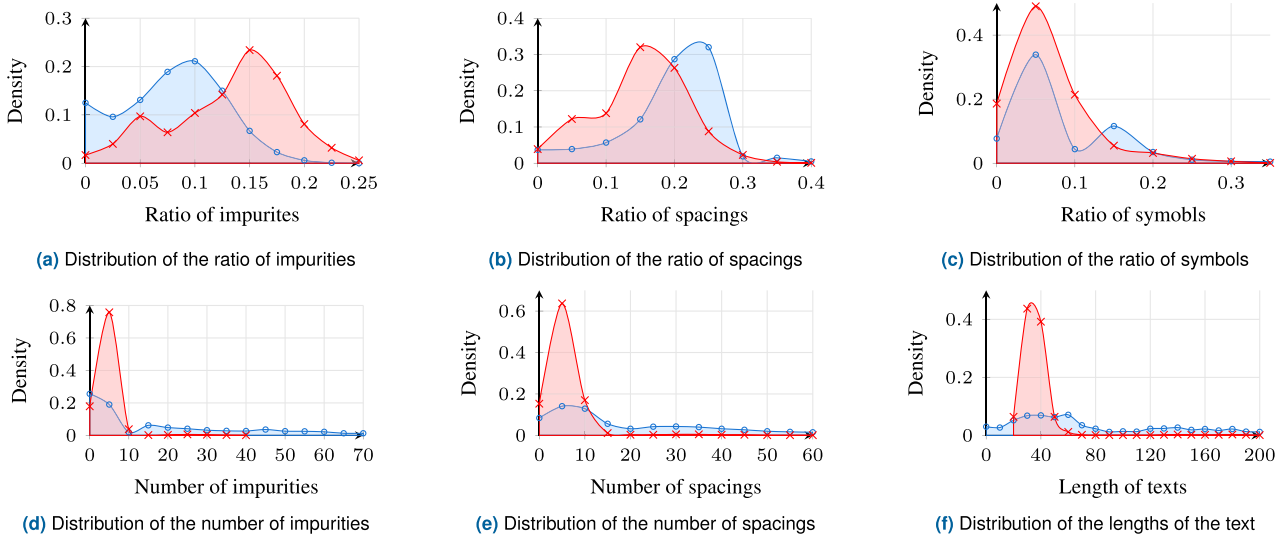 0.3
0.2
0.1
0
Density
0 0.05 0.1 0.15 0.2 0.25
Ratio of impurites
(a) Distribution of the ratio of impurities
0.4
0.3
0.2
0.1
0
Density
0 0.1 0.2 0.3 0.4
Ratio of spacings
(b) Distribution of the ratio of spacings
0.4
0.2
0
Density
0 0.1 0.2 0.3
Ratio of symobls
(c) Distribution of the ratio of symbols
0.8
0.6
0.4
0.2
0
Density
0 10 20 30 40 50 60 70
Number of impurities
(d) Distribution of the number of impurities
0.6
0.4
0.2
0
Density
0 10 20 30 40 50 60
Number of spacings
(e) Distribution of the number of spacings
0.4
0.2
0
Density
0 40 80 120 160 200
Length of texts
(f) Distribution of the lengths of the text